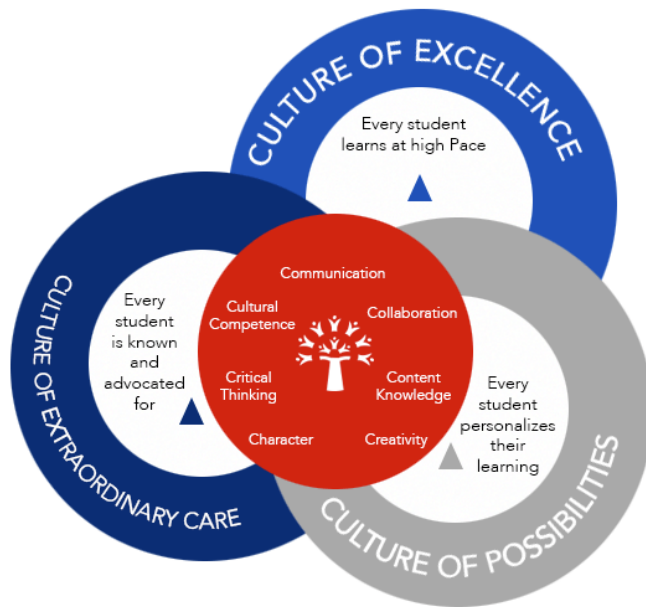 CULTURE OF EXCELLENCE
Every student
learns at high Pace
CULTURE OF EXTRAORDINARY CARE
Every
student
is known
and
advocated
for
Communication
Cultural
Competence
Collaboration
Critical
Thinking
Content
Knowledge
Character
Creativity
Every
student
personalizes
their
learning
CULTURE OF POSSIBILITIES